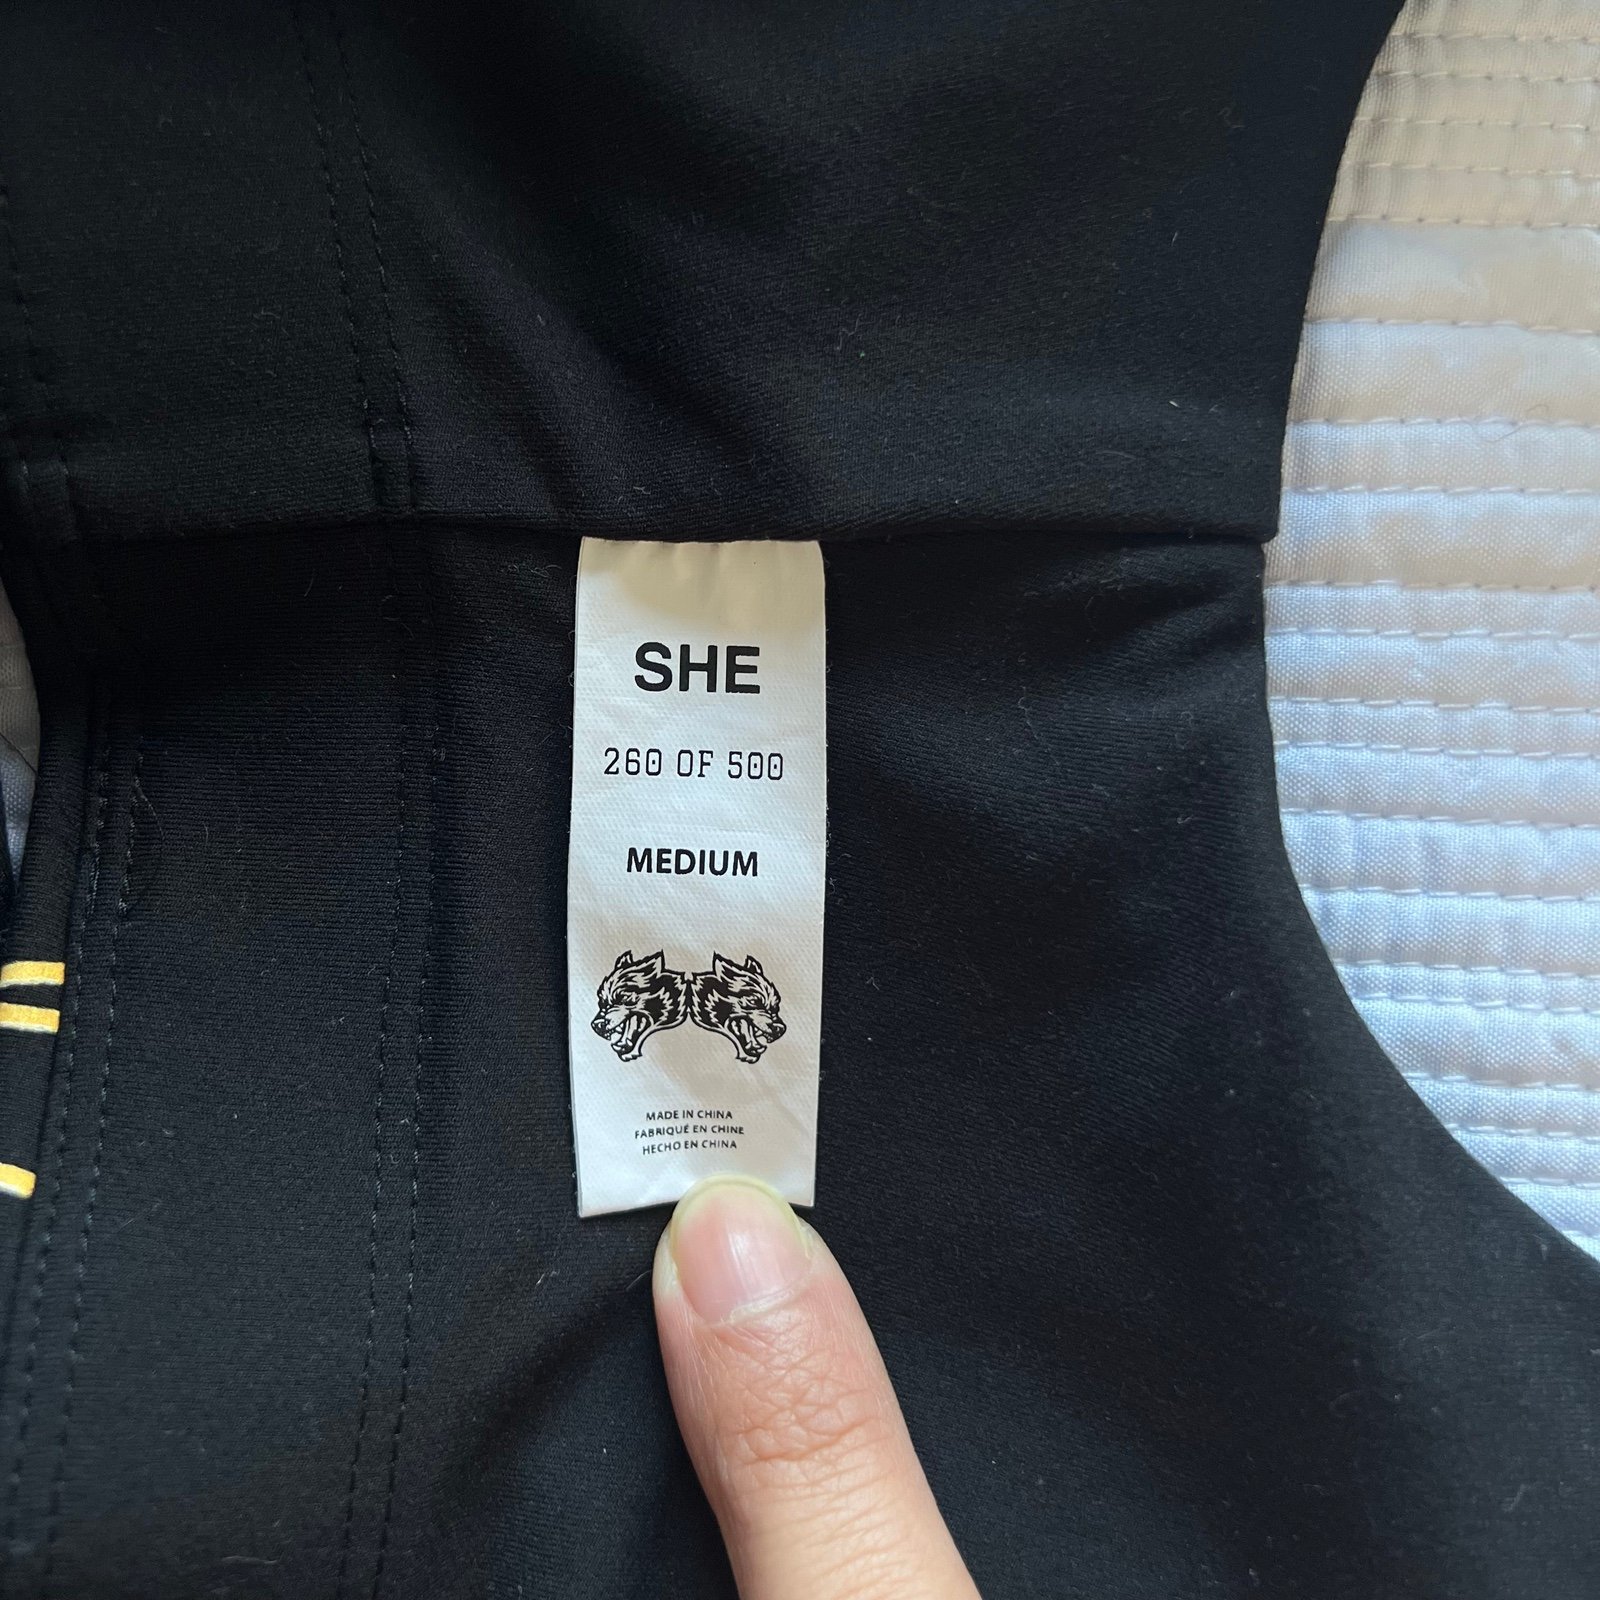 SHE
260 OF 500
MEDIUM
MADE IN CHINA
FABRIQUÉ EN CHINE
HECHO EN CHINA